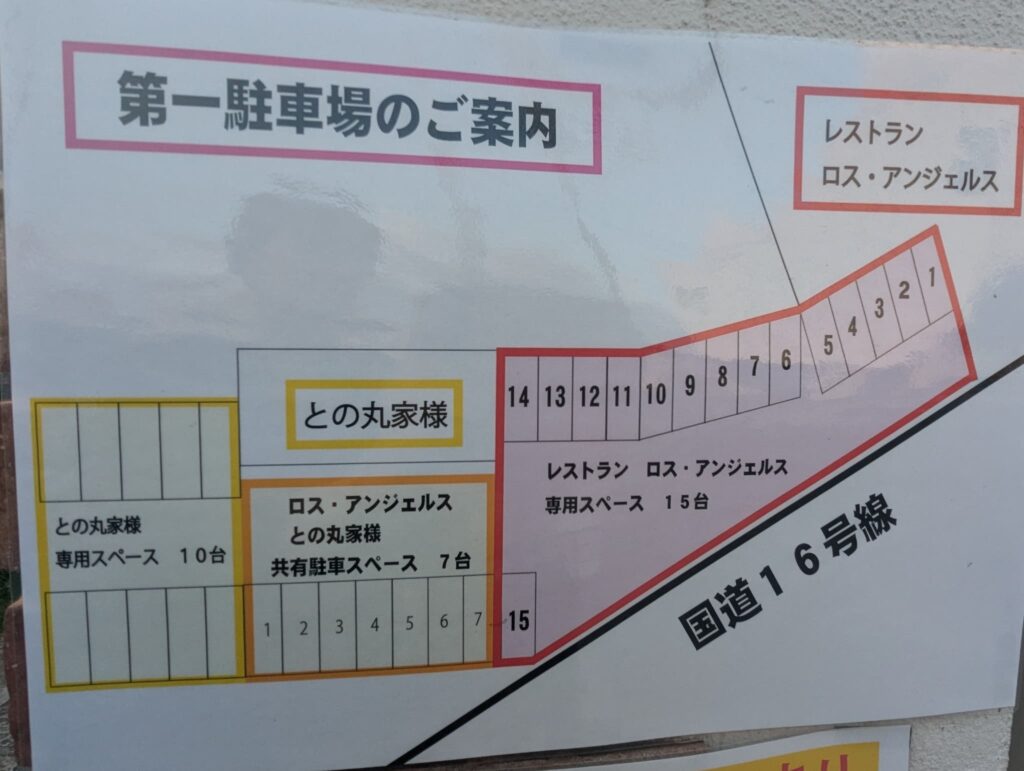 第一駐車場のご案内
レストラン
ロス・アンジェルス
1
2
3
4
5
6
7
8
9
10
11
12
13
14
との丸家様
レストラン ロス・アンジェルス
専用スペース 15台
ロス・アンジェルス
との丸家様
共有駐車スペース 7台
との丸家様
専用スペース 10台
1 2 3 4 5 6 7 15
国道16号線